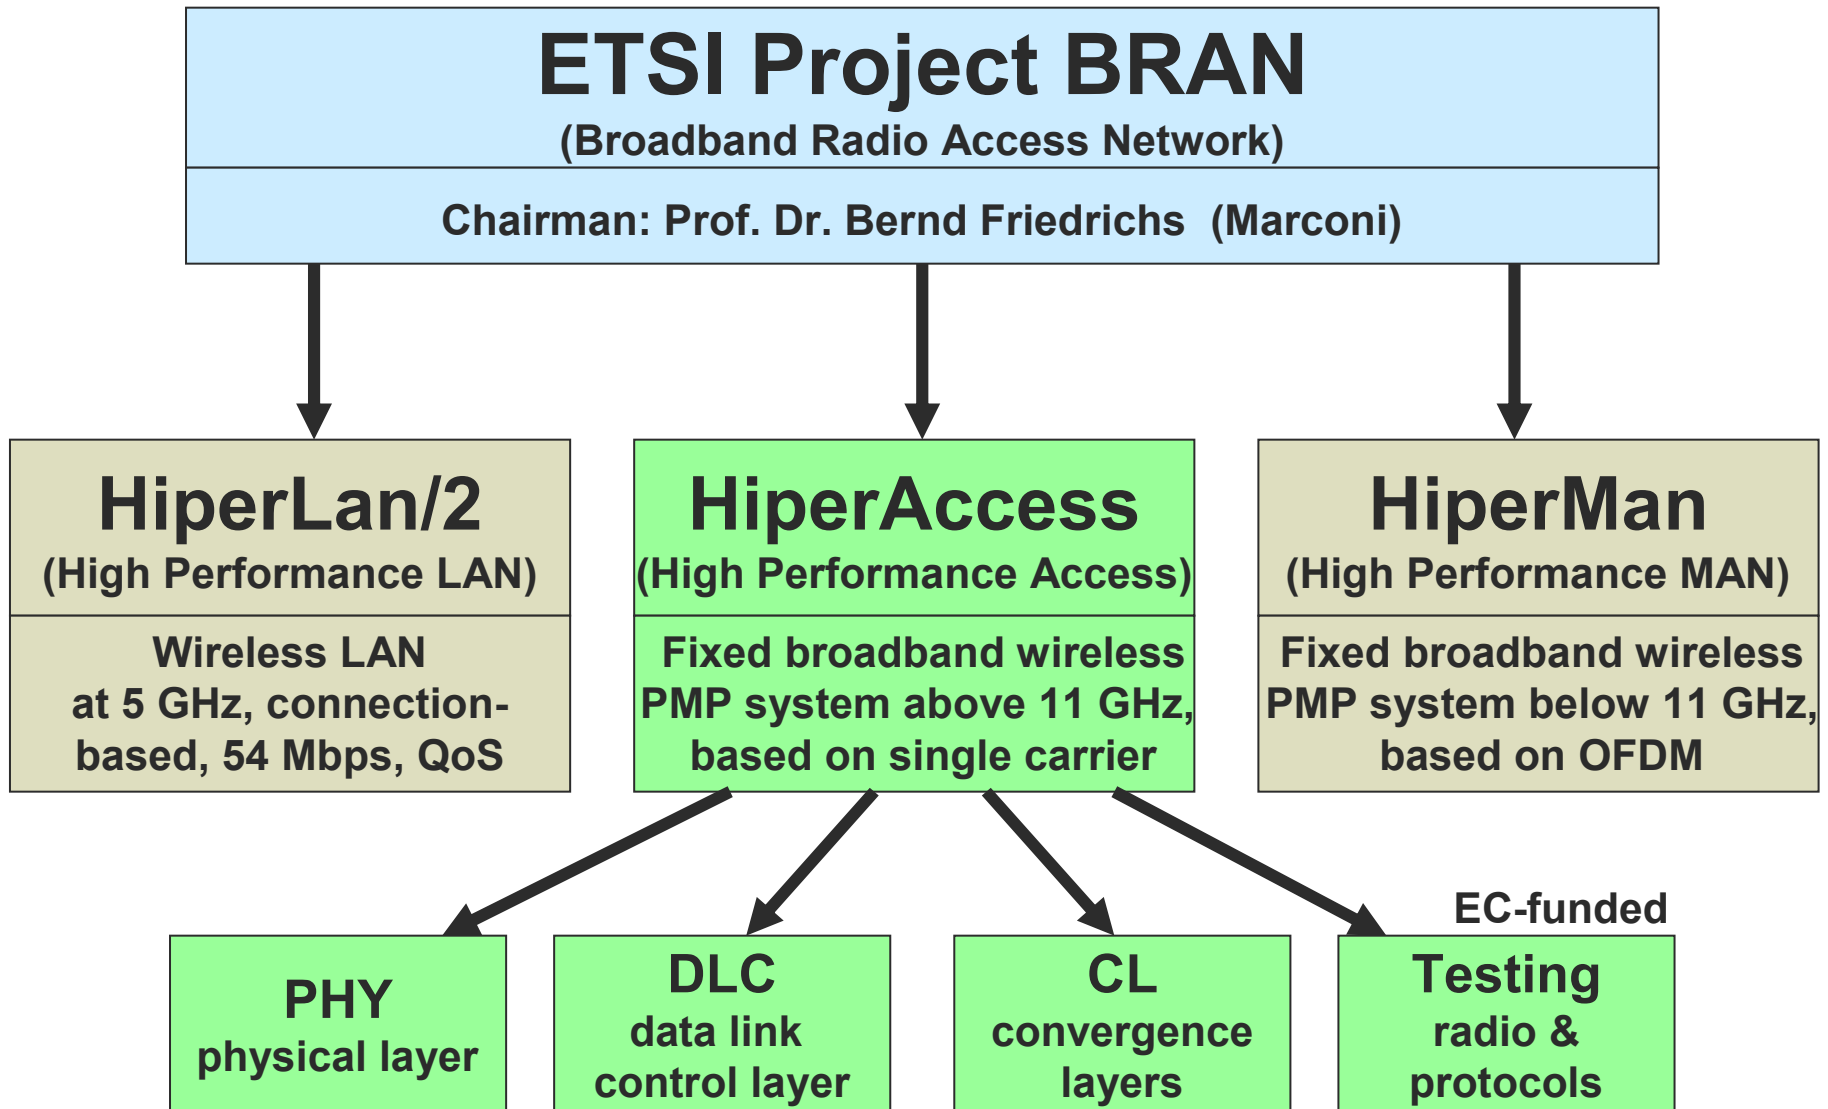 ETSI Project BRAN
(Broadband Radio Access Network)
Chairman: Prof. Dr. Bernd Friedrichs (Marconi)
HiperLan/2
(High Performance LAN)
Wireless LAN
at 5 GHz, connection-
based, 54 Mbps, QoS
HiperAccess
(High Performance Access)
Fixed broadband wireless
PMP system above 11 GHz,
based on single carrier
HiperMan
(High Performance MAN)
Fixed broadband wireless
PMP system below 11 GHz,
based on OFDM
PHY
physical layer
DLC
data link
control layer
CL
convergence
layers
EC-funded
Testing
radio &
protocols